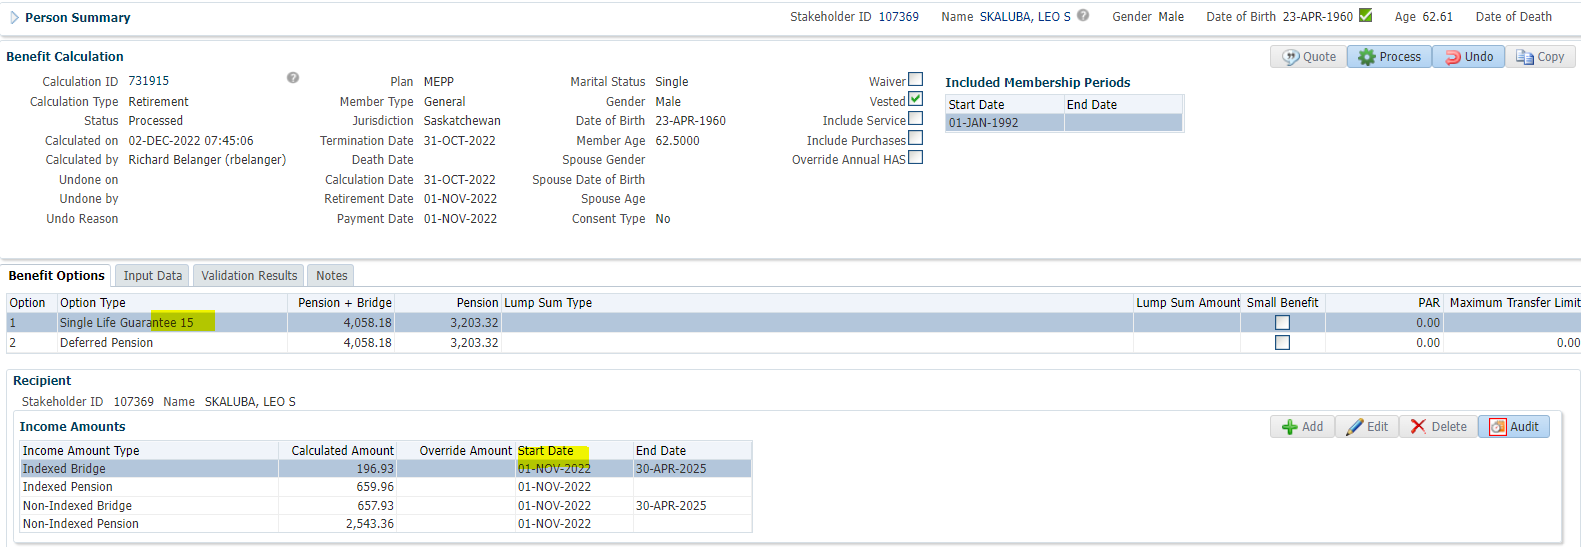 Person Summary Stakeholder ID 107369 Name SKALUBA, LEO S Gender Male Date of Birth 23-APR-1960 Age 62.61 Date of Death
Benefit Calculation Quote Process Undo Copy
Calculation ID 731915 Plan MEPP Marital Status Single Waiver Included Membership Periods
Calculation Type Retirement Member Type General Gender Male Vested Start Date End Date
Status Processed Jurisdiction Saskatchewan Date of Birth 23-APR-1960 Include Service 01-JAN-1992
Calculated on 02-DEC-2022 07:45:06 Termination Date 31-OCT-2022 Member Age 62.5000 Include Purchases
Calculated by Richard Belanger (rbelanger) Death Date Spouse Gender Override Annual HAS
Undone on Calculation Date 31-OCT-2022 Spouse Date of Birth
Undone by Retirement Date 01-NOV-2022 Spouse Age
Undo Reason Payment Date 01-NOV-2022 Consent Type No
Benefit Options Input Data Validation Results Notes
Option Option Type Pension + Bridge Pension Lump Sum Type Lump Sum Amount Small Benefit PAR Maximum Transfer Limit
1 Single Life Guarantee 15 4,058.18 3,203.32 0.00
2 Deferred Pension 4,058.18 3,203.32 0.00 0.00
Recipient
Stakeholder ID 107369 Name SKALUBA, LEO S
Income Amounts Add Edit Delete Audit
Income Amount Type Calculated Amount Override Amount Start Date End Date
Indexed Bridge 196.93 01-NOV-2022 30-APR-2025
Indexed Pension 659.96 01-NOV-2022
Non-Indexed Bridge 657.93 01-NOV-2022 30-APR-2025
Non-Indexed Pension 2,543.36 01-NOV-2022